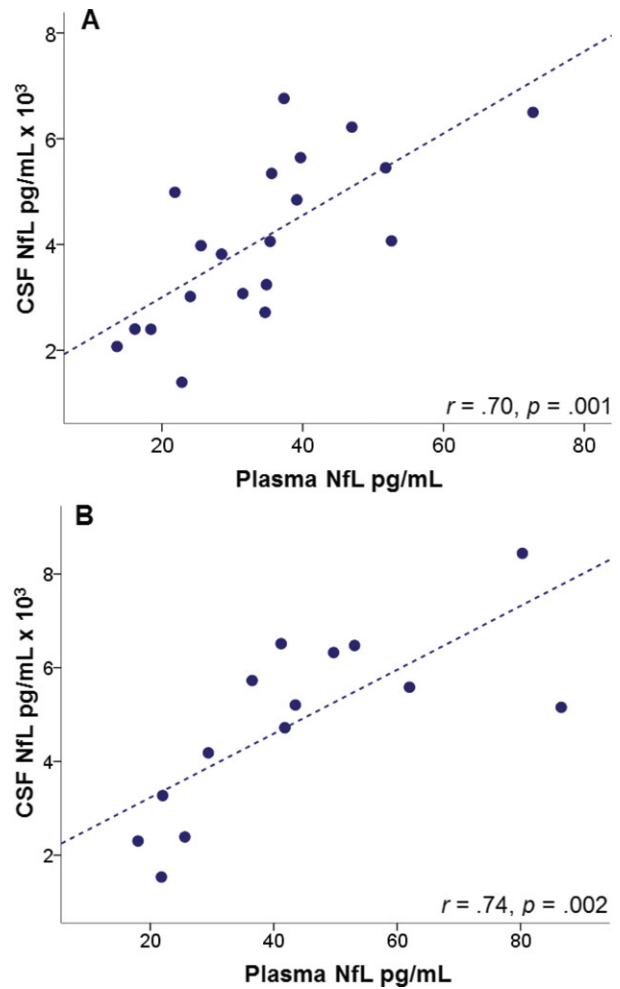 A
CSF NfL pg/mL x 10³
8
6
4
2
r = .70, p = .001
20 40 60 80
Plasma NfL pg/mL
B
CSF NfL pg/mL x 10³
8
6
4
2
r = .74, p = .002
20 40 60 80
Plasma NfL pg/mL